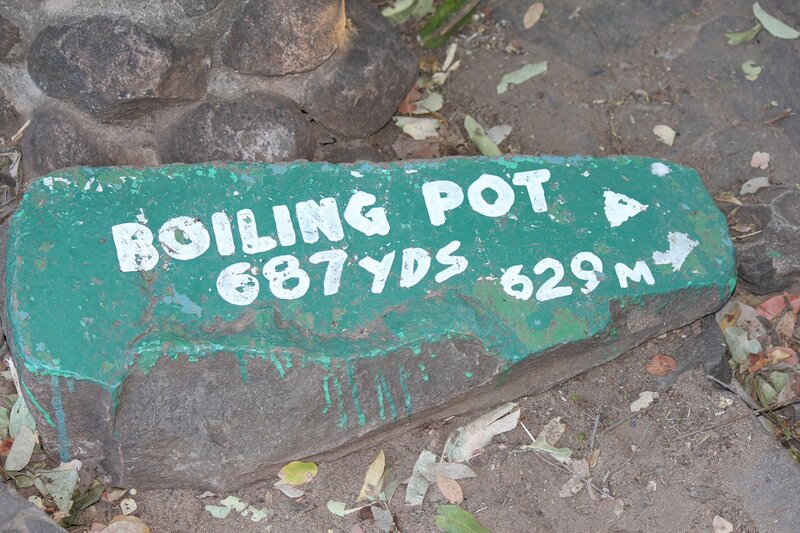 BOILING POT
687 YDS 629 M